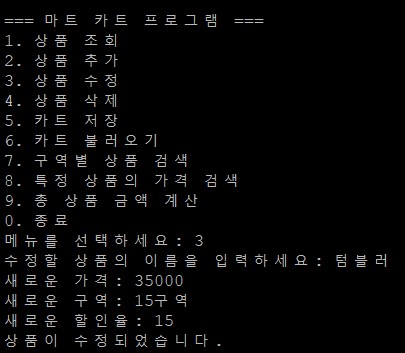 === 마트 카트 프로그램 ===
1. 상품 조회
2. 상품 추가
3. 상품 수정
4. 상품 삭제
5. 카트 저장
6. 카트 불러오기
7. 구역별 상품 검색
8. 특정 상품의 가격 검색
9. 총 상품 금액 계산
0. 종료
메뉴를 선택하세요: 3
수정할 상품의 이름을 입력하세요: 텀블러
새로운 가격: 35000
새로운 구역: 15구역
새로운 할인율: 15
상품이 수정되었습니다.